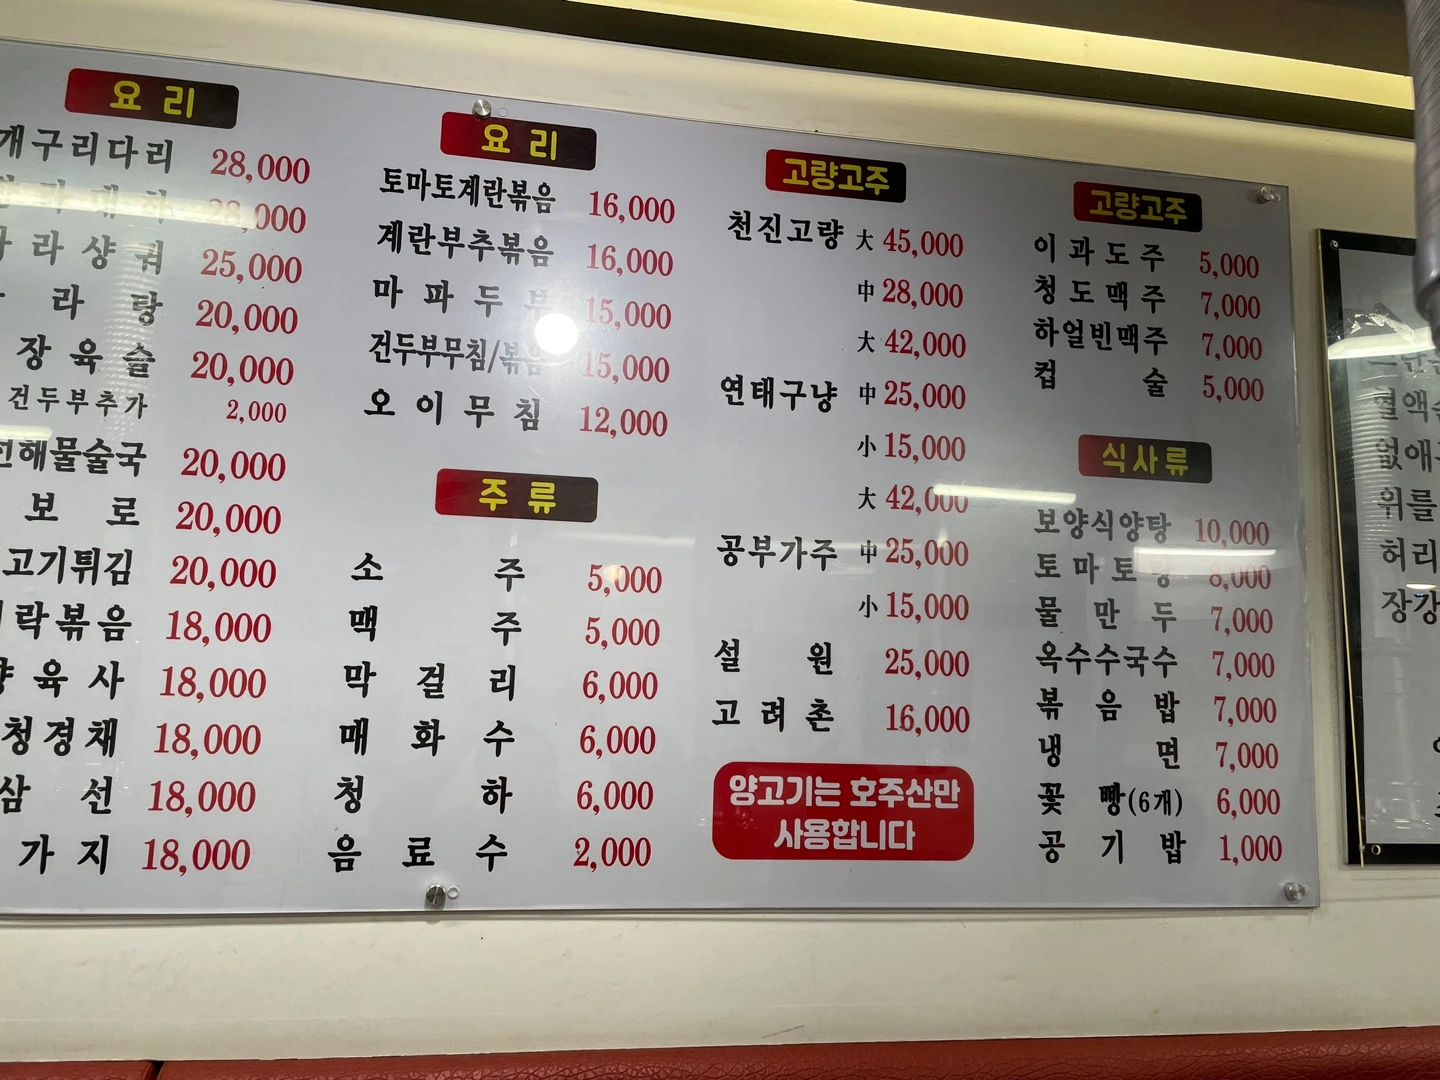 요리
개구리다리 28,000
28,000
라샹궈 25,000
라탕 20,000
장육슬 20,000
건두부추가 2,000
해물술국 20,000
보로 20,000
고기튀김 20,000
락볶음 18,000
육사 18,000
청경채 18,000
삼선 18,000
가지 18,000
요리
토마토계란볶음 16,000
계란부추볶음 16,000
마파두부 15,000
건두부무침/볶음 15,000
오이무침 12,000
주류
소주 5,000
맥주 5,000
막걸리 6,000
매화수 6,000
청하 6,000
음료수 2,000
고량고주
천진고량 大 45,000
中 28,000
大 42,000
연태구냥 中 25,000
小 15,000
大 42,000
공부가주 中 25,000
小 15,000
설원 25,000
고려촌 16,000
양고기는 호주산만
사용합니다
고량고주
이과도주 5,000
청도맥주 7,000
하얼빈맥주 7,000
컵술 5,000
식사류
보양식양탕 10,000
토마토탕 8,000
물만두 7,000
옥수수국수 7,000
볶음밥 7,000
냉면 7,000
꽃빵(6개) 6,000
공기밥 1,000
혈액
없애
위를
허리
장강